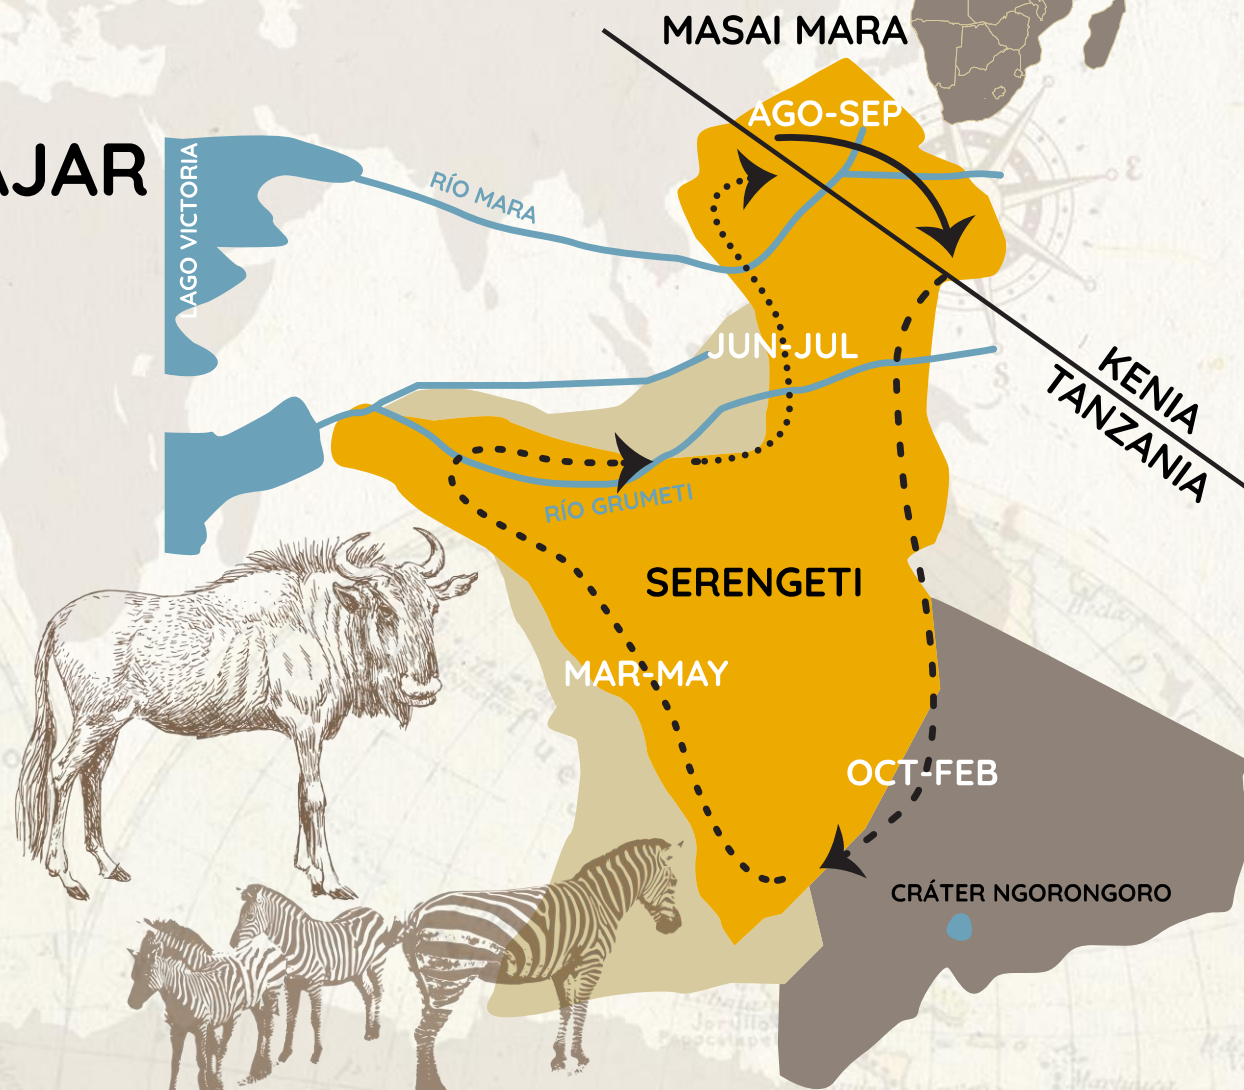 MASAI MARA
AGO-SEP
AJAR
LAGO VICTORIA
RÍO MARA
JUN-JUL
KENIA
TANZANIA
RÍO GRUMETI
SERENGETI
MAR-MAY
OCT-FEB
CRÁTER NGORONGORO